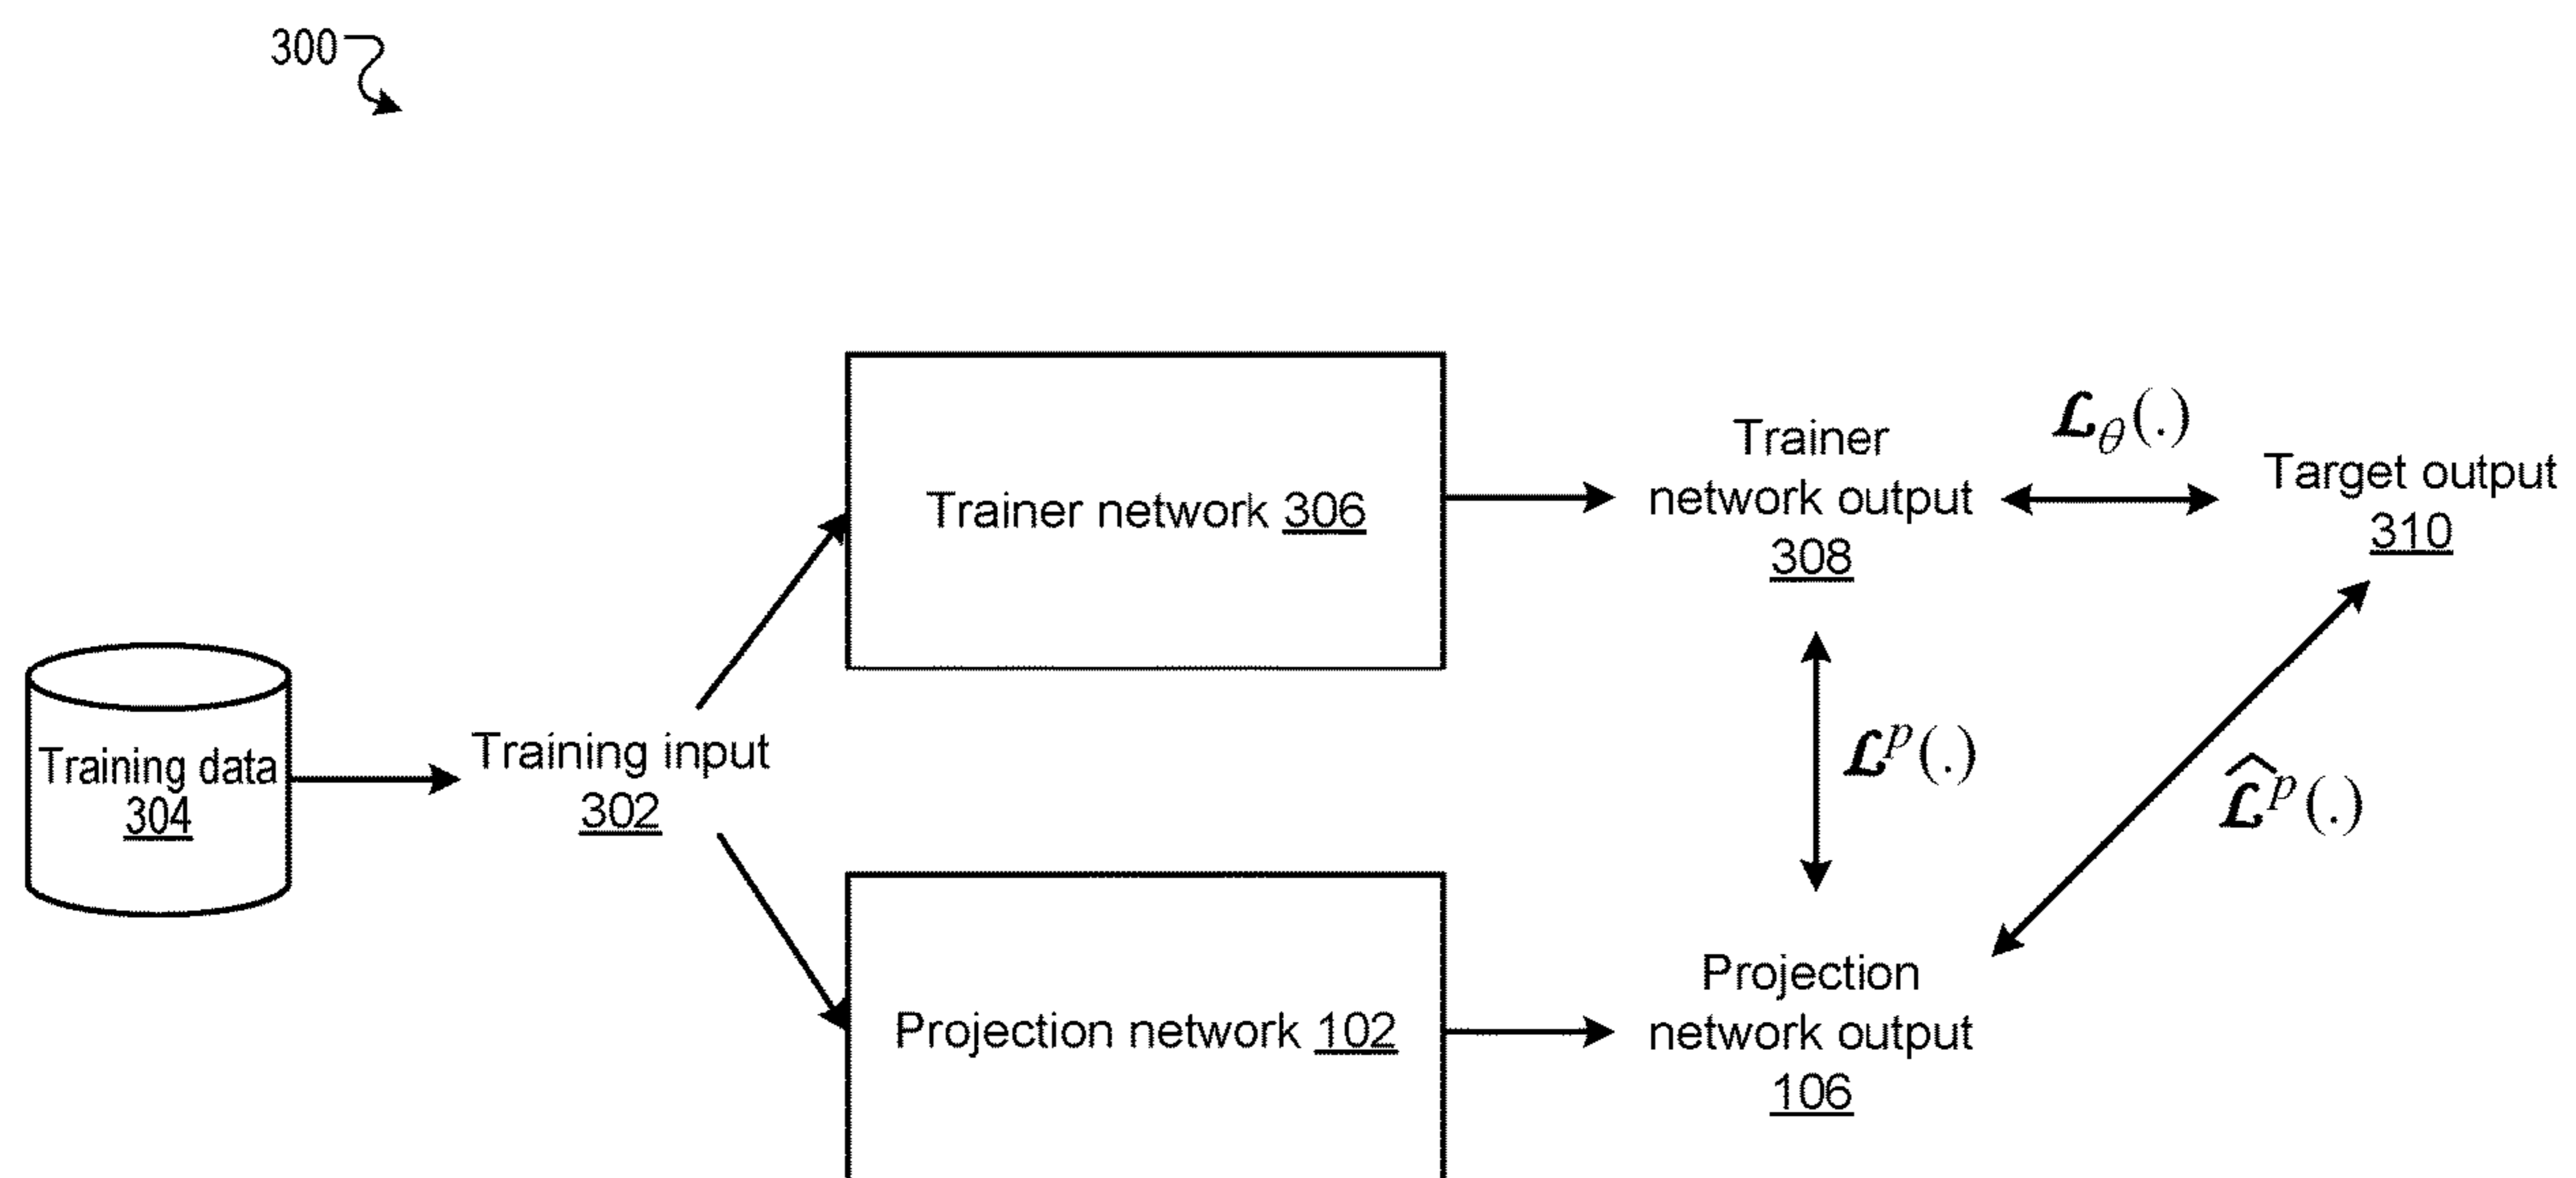 300
Trainer network 306
Trainer
network output
308
𝓛θ(.)
Target output
310
Training data
304
Training input
302
𝓛^p(.)
𝓛̂^p(.)
Projection network 102
Projection
network output
106